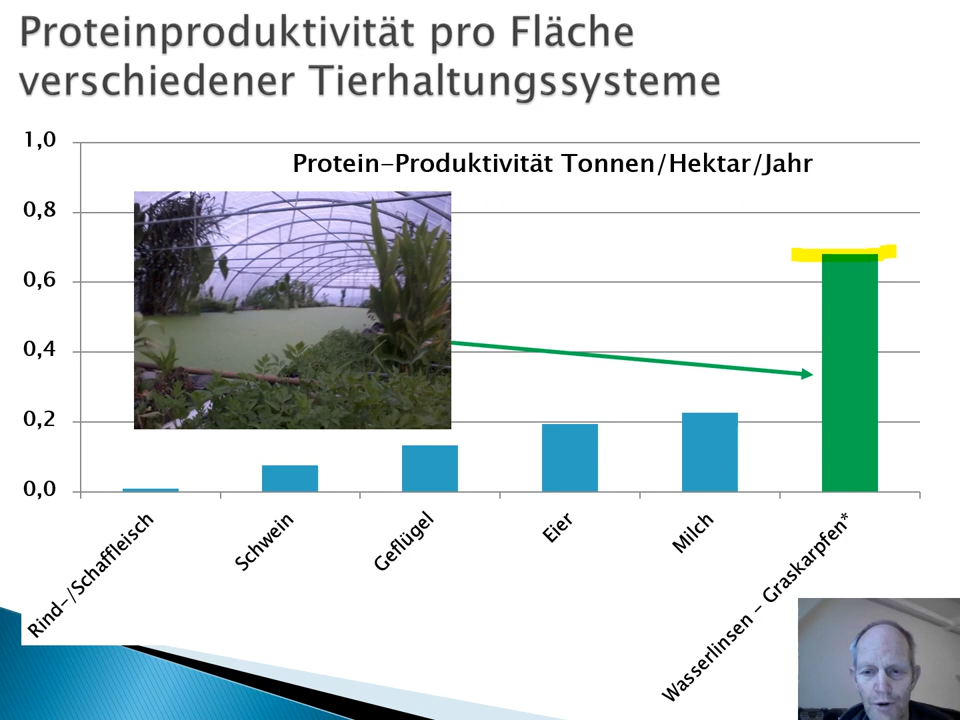 Proteinproduktivität pro Fläche
verschiedener Tierhaltungssysteme
Protein-Produktivität Tonnen/Hektar/Jahr
1,0
0,8
0,6
0,4
0,2
0,0
Rind-/Schaffleisch
Schwein
Geflügel
Eier
Milch
Wasserlinsen - Graskarpfen*